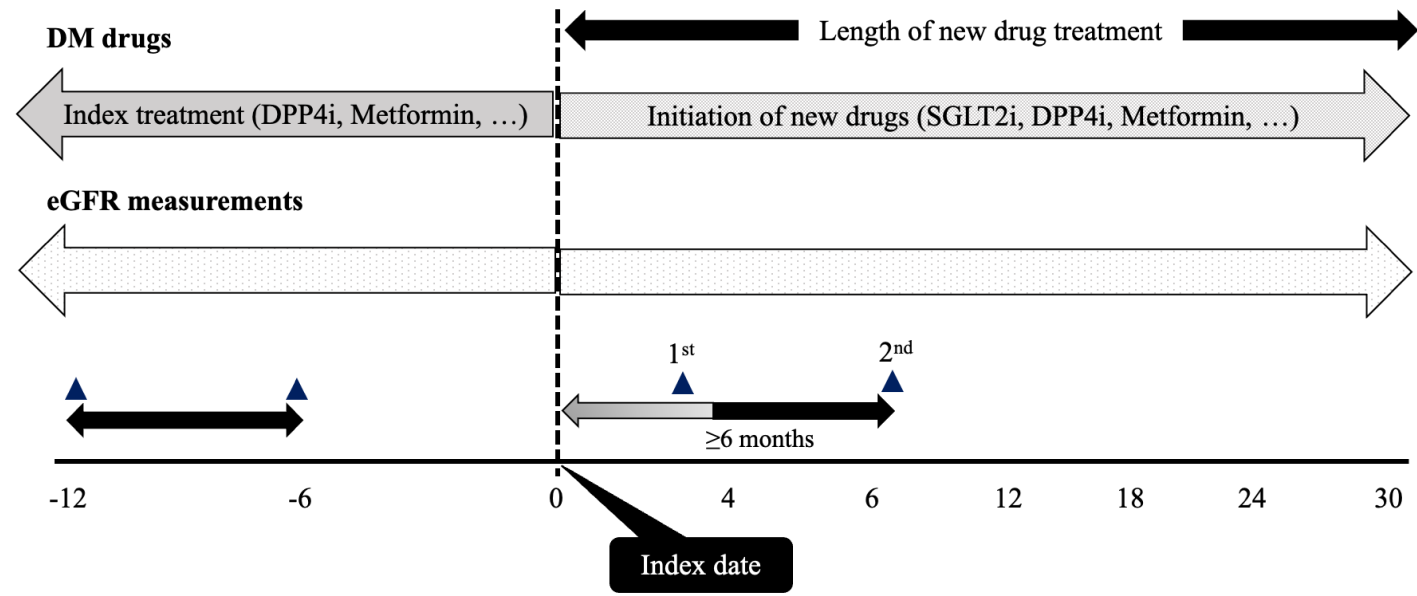 DM drugs
Length of new drug treatment
Index treatment (DPP4i, Metformin, …)
Initiation of new drugs (SGLT2i, DPP4i, Metformin, …)
eGFR measurements
1st
2nd
≥6 months
-12 -6 0 4 6 12 18 24 30
Index date